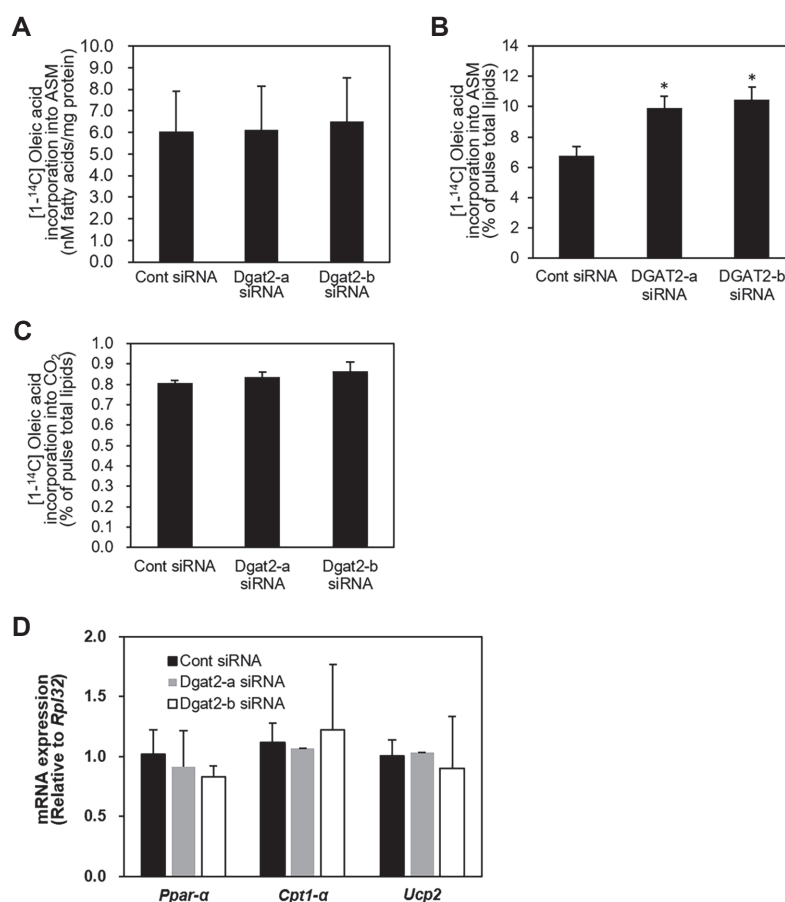 A
[1-¹⁴C] Oleic acid
incorporation into ASM
(nM fatty acids/mg protein)
10.0
9.0
8.0
7.0
6.0
5.0
4.0
3.0
2.0
1.0
0.0
Cont siRNA
Dgat2-a
siRNA
Dgat2-b
siRNA
B
[1-¹⁴C] Oleic acid
incorporation into ASM
(% of pulse total lipids)
14
12
10
8
6
4
2
0
*
*
Cont siRNA
DGAT2-a
siRNA
DGAT2-b
siRNA
C
[1-¹⁴C] Oleic acid
incorporation into CO₂
(% of pulse total lipids)
1.0
0.9
0.8
0.7
0.6
0.5
0.4
0.3
0.2
0.1
0.0
Cont siRNA
Dgat2-a
siRNA
Dgat2-b
siRNA
D
mRNA expression
(Relative to Rpl32)
2.0
1.5
1.0
0.5
0.0
Cont siRNA
Dgat2-a siRNA
Dgat2-b siRNA
Ppar-α
Cpt1-α
Ucp2